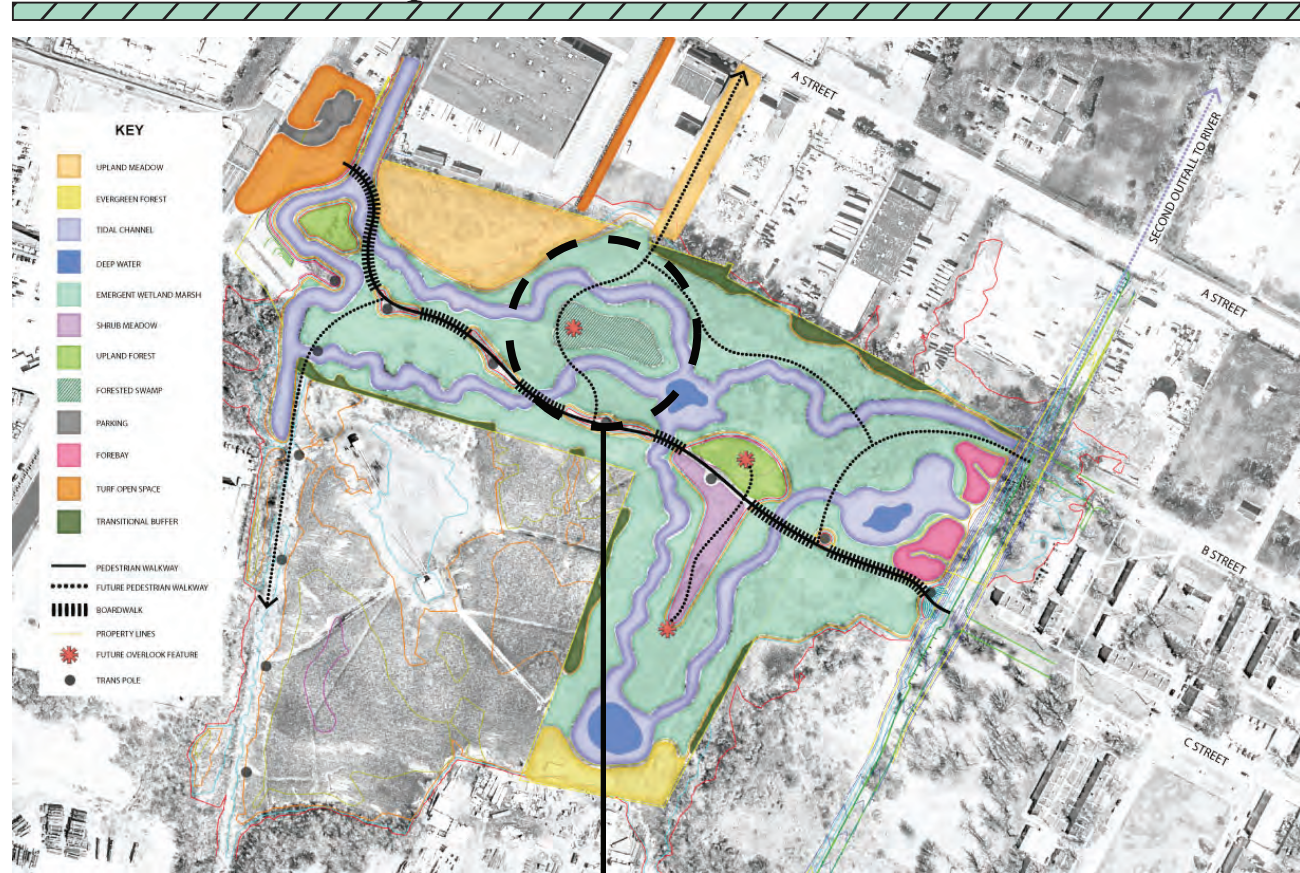 KEY
UPLAND MEADOW
EVERGREEN FOREST
TIDAL CHANNEL
DEEP WATER
EMERGENT WETLAND MARSH
SHRUB MEADOW
UPLAND FOREST
FORESTED SWAMP
PARKING
FOREBAY
TURF OPEN SPACE
TRANSITIONAL BUFFER
PEDESTRIAN WALKWAY
FUTURE PEDESTRIAN WALKWAY
BOARDWALK
PROPERTY LINES
FUTURE OVERLOOK FEATURE
TRANS POLE
A STREET
SECOND OUTFALL TO RIVER
A STREET
B STREET
C STREET